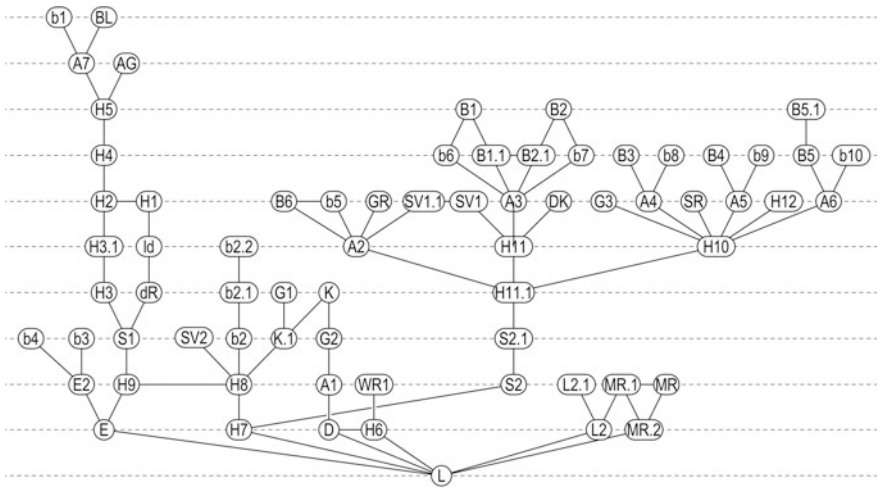 b1 BL
A7 AG
H5 B1 B2 B5.1
H4 b6 B1.1 B2.1 b7 B3 b8 B4 b9 B5 b10
H2 H1 B6 b5 GR SV1.1 SV1 A3 DK G3 A4 SR A5 H12 A6
H3.1 Id b2.2 A2 H11 H10
H3 dR b2.1 G1 K H11.1
b4 b3 S1 SV2 b2 K.1 G2 S2.1
E2 H9 H8 A1 WR1 S2 L2.1 MR.1 MR
E H7 D H6 L2 MR.2
L